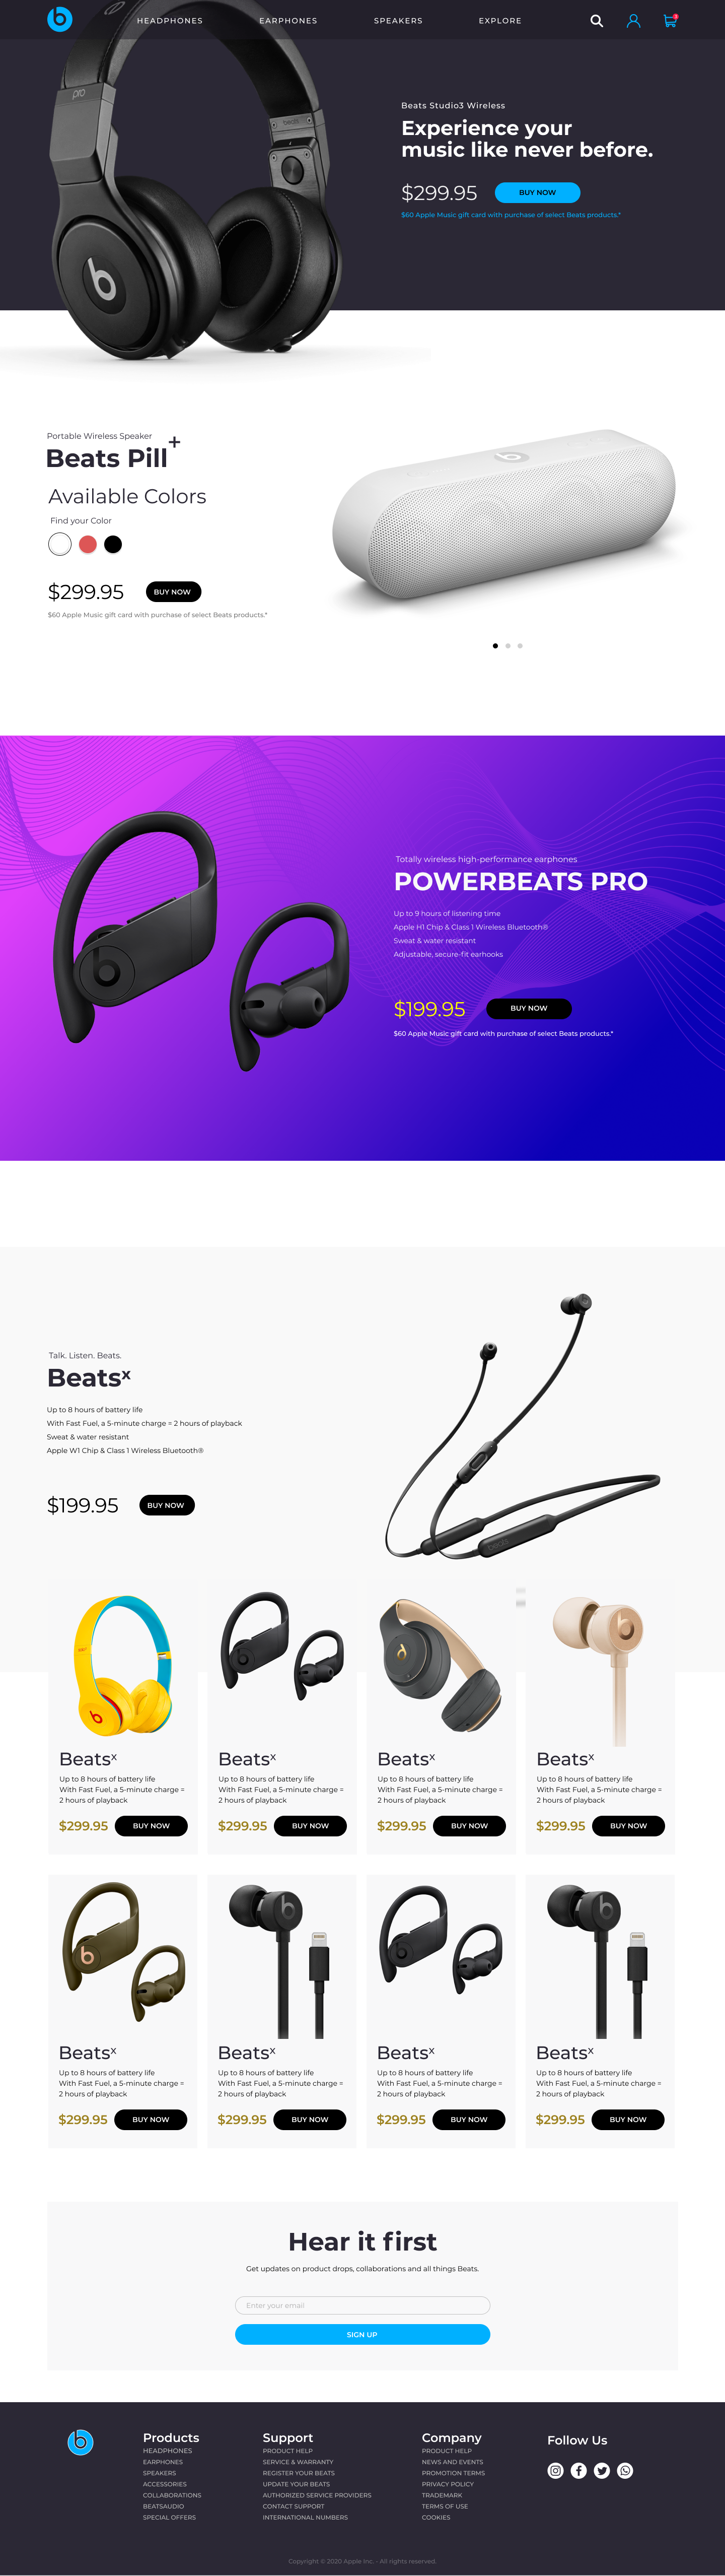 HEADPHONES
EARPHONES
SPEAKERS
EXPLORE
pro
beats
Beats Studio3 Wireless
Experience your
music like never before.
$299.95
BUY NOW
$60 Apple Music gift card with purchase of select Beats products.*
Portable Wireless Speaker
Beats Pill+
Available Colors
Find your Color
$299.95
BUY NOW
$60 Apple Music gift card with purchase of select Beats products.*
Totally wireless high-performance earphones
POWERBEATS PRO
Up to 9 hours of listening time
Apple H1 Chip & Class 1 Wireless Bluetooth®
Sweat & water resistant
Adjustable, secure-fit earhooks
$199.95
BUY NOW
$60 Apple Music gift card with purchase of select Beats products.*
Talk. Listen. Beats.
Beatsx
Up to 8 hours of battery life
With Fast Fuel, a 5-minute charge = 2 hours of playback
Sweat & water resistant
Apple W1 Chip & Class 1 Wireless Bluetooth®
$199.95
BUY NOW
beats
Beatsx
Up to 8 hours of battery life
With Fast Fuel, a 5-minute charge =
2 hours of playback
$299.95
BUY NOW
Beatsx
Up to 8 hours of battery life
With Fast Fuel, a 5-minute charge =
2 hours of playback
$299.95
BUY NOW
Beatsx
Up to 8 hours of battery life
With Fast Fuel, a 5-minute charge =
2 hours of playback
$299.95
BUY NOW
Beatsx
Up to 8 hours of battery life
With Fast Fuel, a 5-minute charge =
2 hours of playback
$299.95
BUY NOW
Beatsx
Up to 8 hours of battery life
With Fast Fuel, a 5-minute charge =
2 hours of playback
$299.95
BUY NOW
Beatsx
Up to 8 hours of battery life
With Fast Fuel, a 5-minute charge =
2 hours of playback
$299.95
BUY NOW
Beatsx
Up to 8 hours of battery life
With Fast Fuel, a 5-minute charge =
2 hours of playback
$299.95
BUY NOW
Beatsx
Up to 8 hours of battery life
With Fast Fuel, a 5-minute charge =
2 hours of playback
$299.95
BUY NOW
Hear it first
Get updates on product drops, collaborations and all things Beats.
Enter your email
SIGN UP
Products
HEADPHONES
EARPHONES
SPEAKERS
ACCESSORIES
COLLABORATIONS
BEATSAUDIO
SPECIAL OFFERS
Support
PRODUCT HELP
SERVICE & WARRANTY
REGISTER YOUR BEATS
UPDATE YOUR BEATS
AUTHORIZED SERVICE PROVIDERS
CONTACT SUPPORT
INTERNATIONAL NUMBERS
Company
PRODUCT HELP
NEWS AND EVENTS
PROMOTION TERMS
PRIVACY POLICY
TRADEMARK
TERMS OF USE
COOKIES
Follow Us
Copyright © 2020 Apple Inc. - All rights reserved.